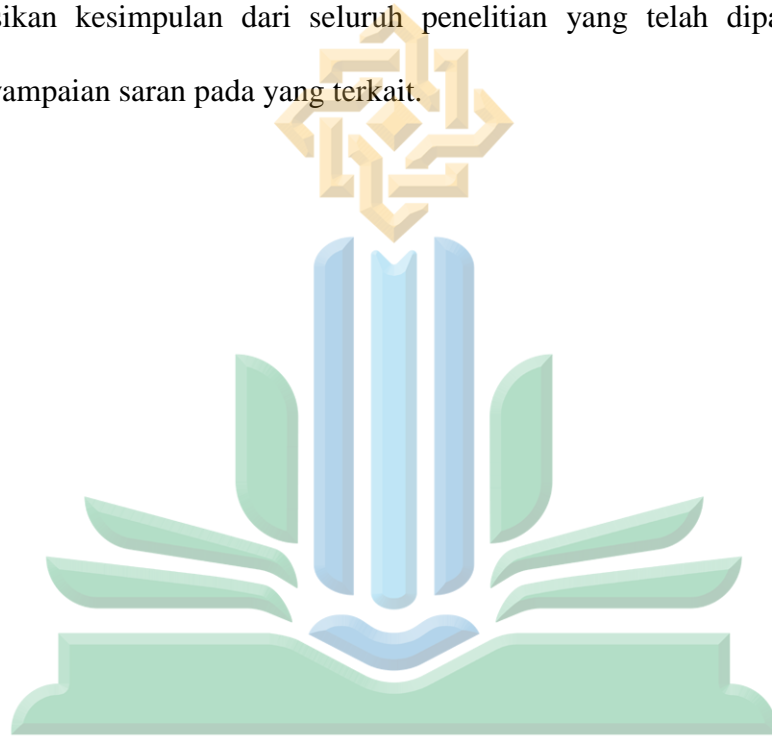 sikan kesimpulan dari seluruh penelitian yang telah dipa
ampaian saran pada yang terkait.